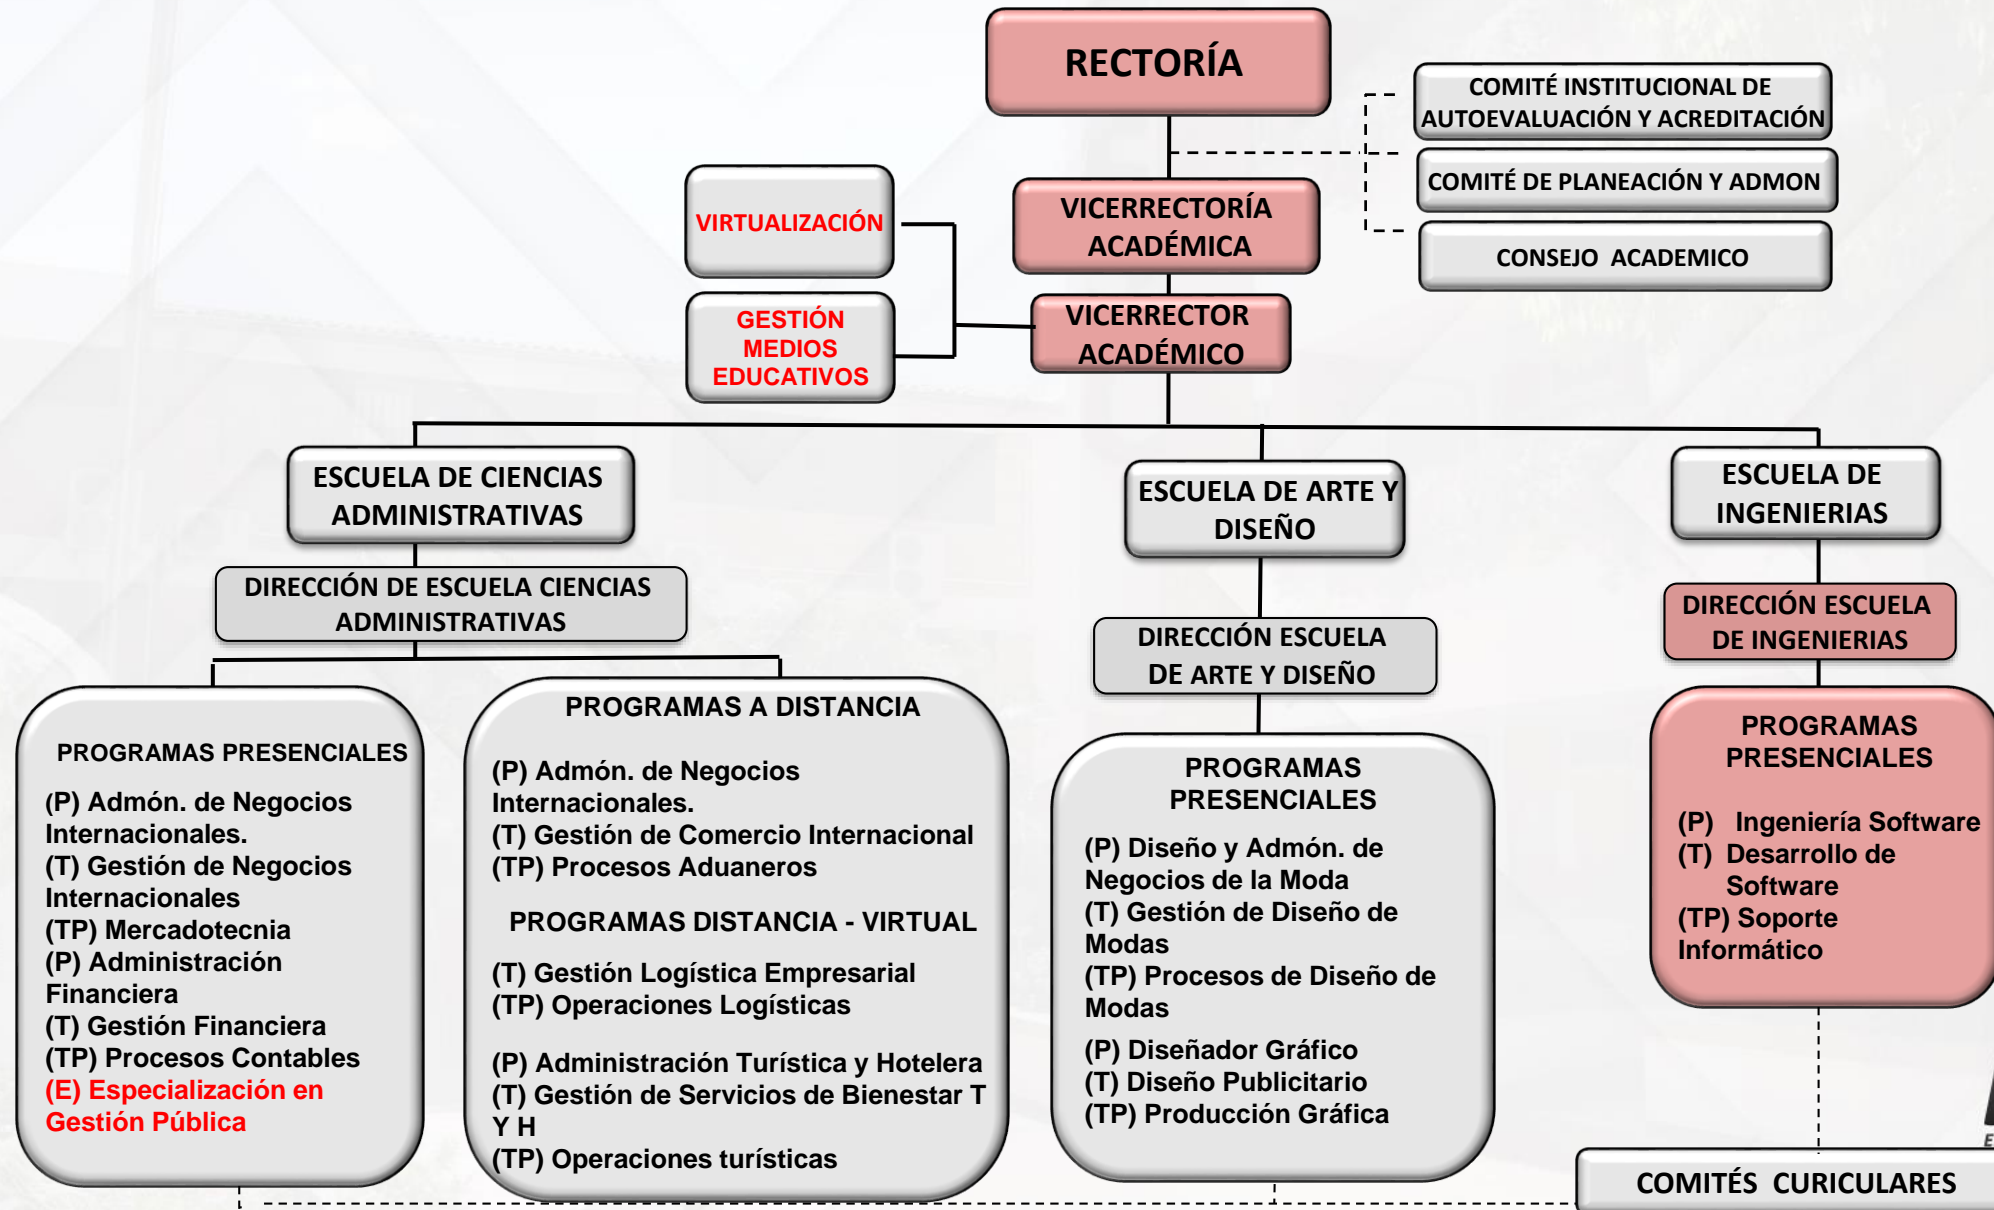 RECTORÍA
COMITÉ INSTITUCIONAL DE
AUTOEVALUACIÓN Y ACREDITACIÓN
COMITÉ DE PLANEACIÓN Y ADMON
CONSEJO ACADEMICO
VIRTUALIZACIÓN
VICERRECTORÍA
ACADÉMICA
GESTIÓN
MEDIOS
EDUCATIVOS
VICERRECTOR
ACADÉMICO
ESCUELA DE CIENCIAS
ADMINISTRATIVAS
DIRECCIÓN DE ESCUELA CIENCIAS
ADMINISTRATIVAS
PROGRAMAS PRESENCIALES
(P) Admón. de Negocios
Internacionales.
(T) Gestión de Negocios
Internacionales
(TP) Mercadotecnia
(P) Administración
Financiera
(T) Gestión Financiera
(TP) Procesos Contables
(E) Especialización en
Gestión Pública
PROGRAMAS A DISTANCIA
(P) Admón. de Negocios
Internacionales.
(T) Gestión de Comercio Internacional
(TP) Procesos Aduaneros
PROGRAMAS DISTANCIA - VIRTUAL
(T) Gestión Logística Empresarial
(TP) Operaciones Logísticas
(P) Administración Turística y Hotelera
(T) Gestión de Servicios de Bienestar T
Y H
(TP) Operaciones turísticas
ESCUELA DE ARTE Y
DISEÑO
DIRECCIÓN ESCUELA
DE ARTE Y DISEÑO
PROGRAMAS
PRESENCIALES
(P) Diseño y Admón. de
Negocios de la Moda
(T) Gestión de Diseño de
Modas
(TP) Procesos de Diseño de
Modas
(P) Diseñador Gráfico
(T) Diseño Publicitario
(TP) Producción Gráfica
ESCUELA DE
INGENIERIAS
DIRECCIÓN ESCUELA
DE INGENIERIAS
PROGRAMAS
PRESENCIALES
(P) Ingeniería Software
(T) Desarrollo de
Software
(TP) Soporte
Informático
COMITÉS CURICULARES